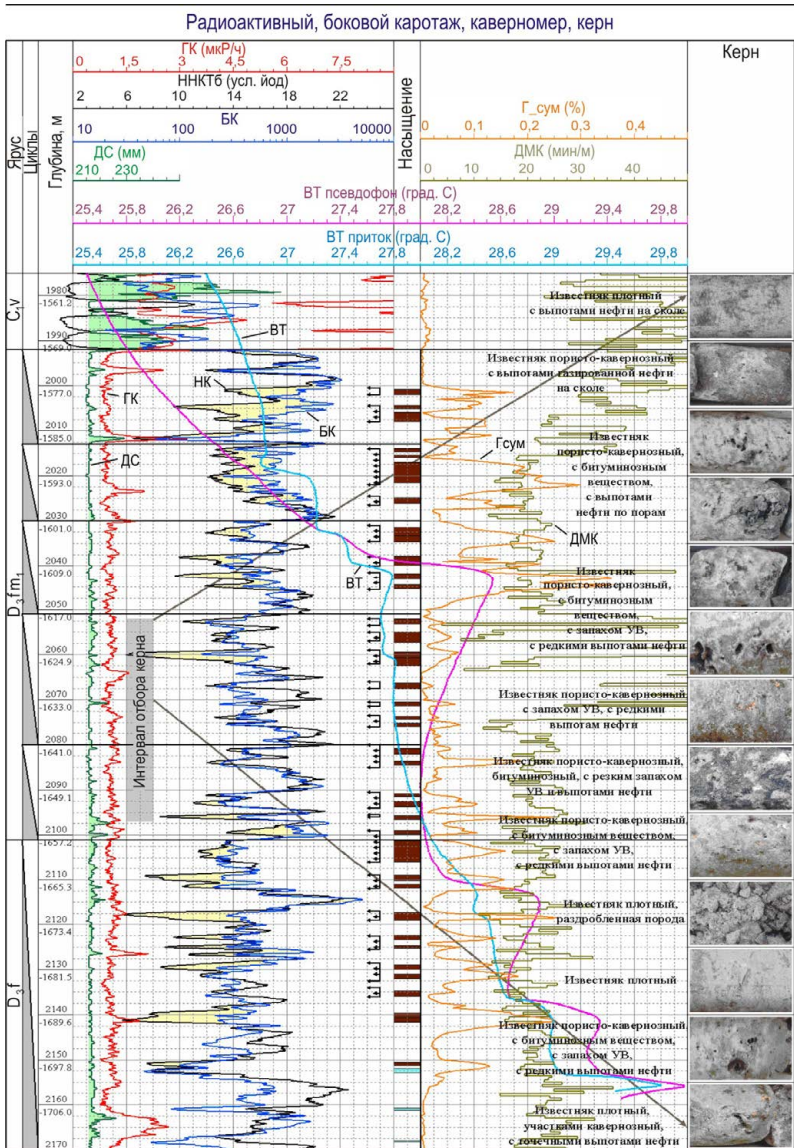 Радиоактивный, боковой каротаж, каверномер, керн
Ярус
Циклы
Глубина, м
ГК (мкР/ч)
0 1,5 3 4,5 6 7,5
ННКТб (усл. йод)
2 6 10 14 18 22
БК
10 100 1000 10000
ДС (мм)
210 230
ВТ псевдофон (град. С)
25,4 25,8 26,2 26,6 27 27,4 27,8 28,2 28,6 29 29,4 29,8
ВТ приток (град. С)
25,4 25,8 26,2 26,6 27 27,4 27,8 28,2 28,6 29 29,4 29,8
Насыщение
Г_сум (%)
0 0,1 0,2 0,3 0,4
ДМК (мин/м)
0 10 20 30 40
Керн
C₁v
D₃fm₁
D₃f
1980
-1561.2
1990
-1569.0
2000
-1577.0
2010
-1585.0
2020
-1593.0
2030
-1601.0
2040
-1609.0
2050
-1617.0
2060
-1624.9
2070
-1633.0
2080
-1641.0
2090
-1649.1
2100
-1657.2
2110
-1665.3
2120
-1673.4
2130
-1681.5
2140
-1689.6
2150
-1697.8
2160
-1706.0
2170
ВТ
НК
ГК
БК
ДС
ВТ
Гсум
ДМК
Интервал отбора керна
Известняк плотный
с выпотами нефти на сколе
Известняк пористо-кавернозный
с выпотами газированной нефти
на сколе
Известняк
пористо-кавернозный,
с битуминозным
веществом,
с выпотами
нефти по порам
Известняк
пористо-кавернозный,
с битуминозным
веществом,
с запахом УВ,
с редкими выпотами нефти
Известняк пористо-кавернозный,
с запахом УВ, с редкими
выпотам нефти
Известняк пористо-кавернозный,
битуминозный, с резким запахом
УВ и выпотами нефти
Известняк пористо-кавернозный,
с битуминозным веществом,
с запахом УВ,
с редкими выпотами нефти
Известняк плотный,
раздробленная порода
Известняк плотный
Известняк пористо-кавернозный,
с битуминозным веществом,
с запахом УВ,
с редкими выпотами нефти
Известняк плотный,
участками кавернозный,
с точетными выпотами нефти